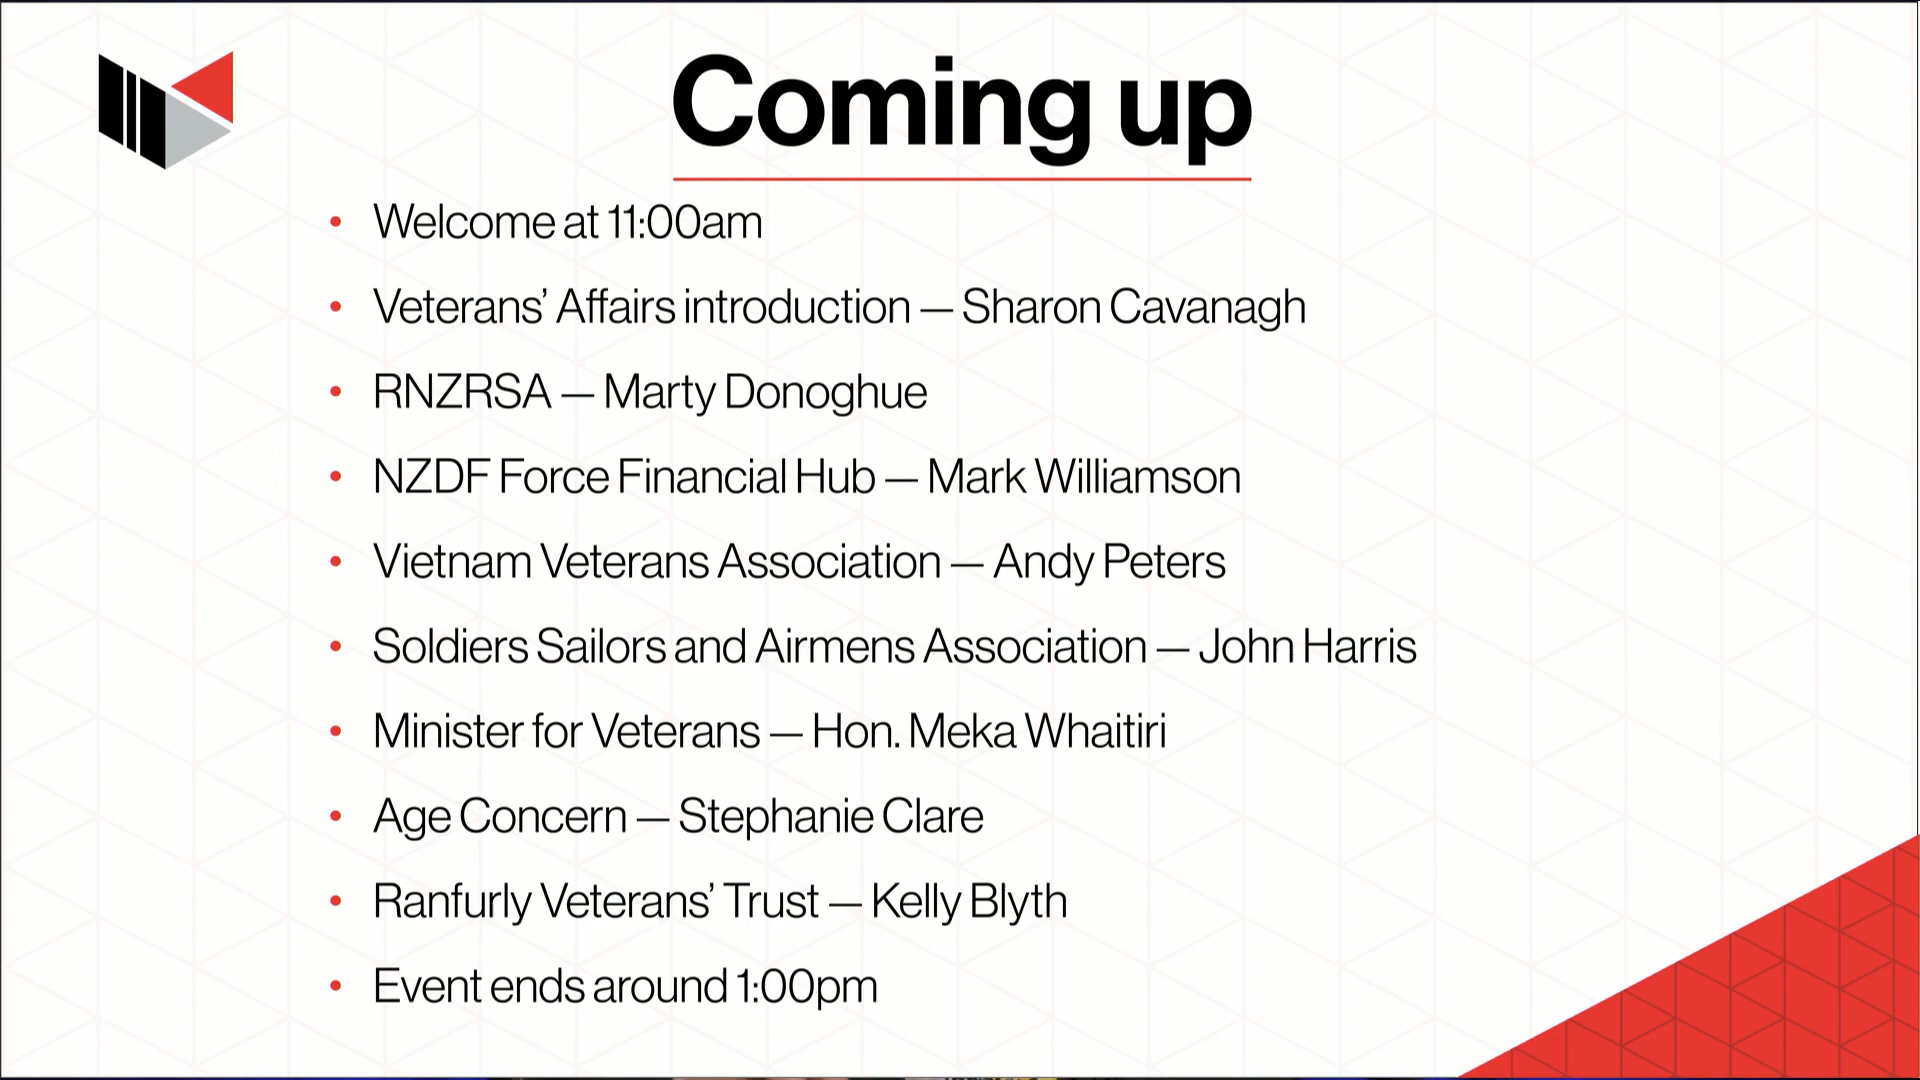 Coming up
• Welcome at 11:00am
• Veterans’ Affairs introduction — Sharon Cavanagh
• RNZRSA — Marty Donoghue
• NZDF Force Financial Hub — Mark Williamson
• Vietnam Veterans Association — Andy Peters
• Soldiers Sailors and Airmens Association — John Harris
• Minister for Veterans — Hon. Meka Whaitiri
• Age Concern — Stephanie Clare
• Ranfurly Veterans’ Trust — Kelly Blyth
• Event ends around 1:00pm